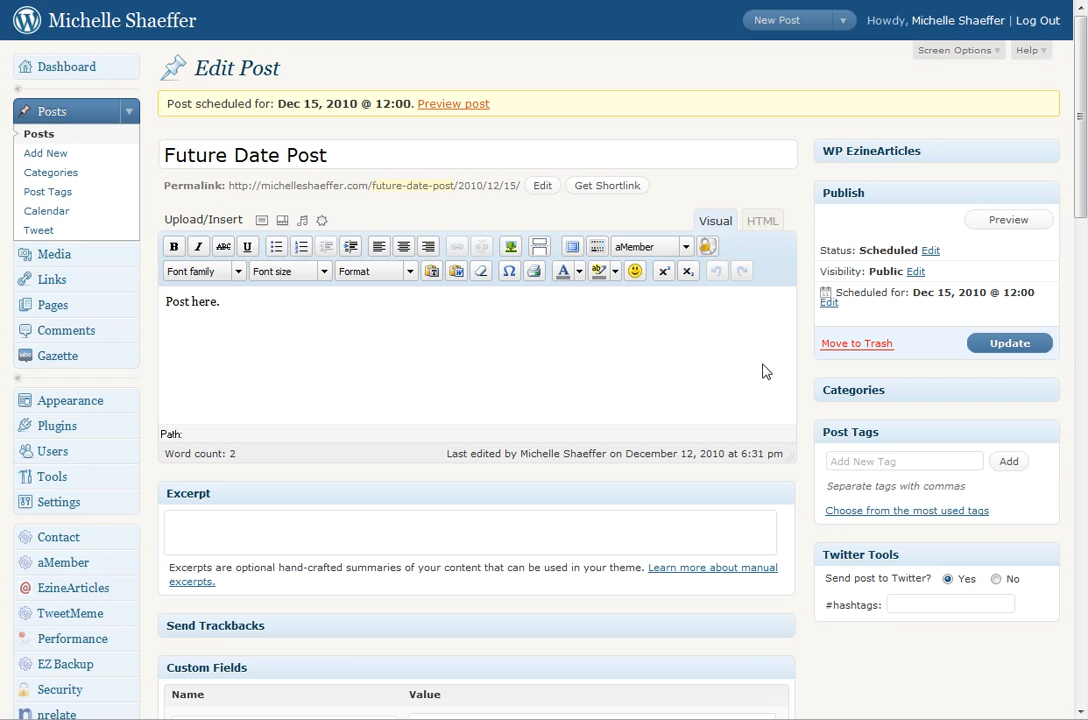 Michelle Shaeffer
New Post
Howdy, Michelle Shaeffer | Log Out
Screen Options
Help
Dashboard
Posts
Posts
Add New
Categories
Post Tags
Calendar
Tweet
Media
Links
Pages
Comments
Gazette
Appearance
Plugins
Users
Tools
Settings
Contact
aMember
EzineArticles
TweetMeme
Performance
EZ Backup
Security
nrelate
Edit Post
Post scheduled for: Dec 15, 2010 @ 12:00. Preview post
Future Date Post
Permalink: http://michelleshaeffer.com/future-date-post/2010/12/15/ Edit Get Shortlink
Upload/Insert
Visual HTML
B I ABC U aMember
Font family Font size Format Ω A ab x² x₂
Post here.
Path:
Word count: 2 Last edited by Michelle Shaeffer on December 12, 2010 at 6:31 pm
Excerpt
Excerpts are optional hand-crafted summaries of your content that can be used in your theme. Learn more about manual
excerpts.
Send Trackbacks
Custom Fields
Name Value
WP EzineArticles
Publish
Preview
Status: Scheduled Edit
Visibility: Public Edit
Scheduled for: Dec 15, 2010 @ 12:00
Edit
Move to Trash Update
Categories
Post Tags
Add New Tag Add
Separate tags with commas
Choose from the most used tags
Twitter Tools
Send post to Twitter? Yes No
#hashtags: